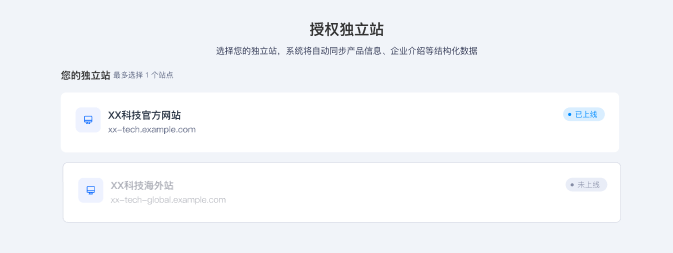 授权独立站
选择您的独立站，系统将自动同步产品信息、企业介绍等结构化数据
您的独立站 最多选择 1 个站点
XX科技官方网站
已上线
xx-tech.example.com
XX科技海外站
未上线
xx-tech-global.example.com